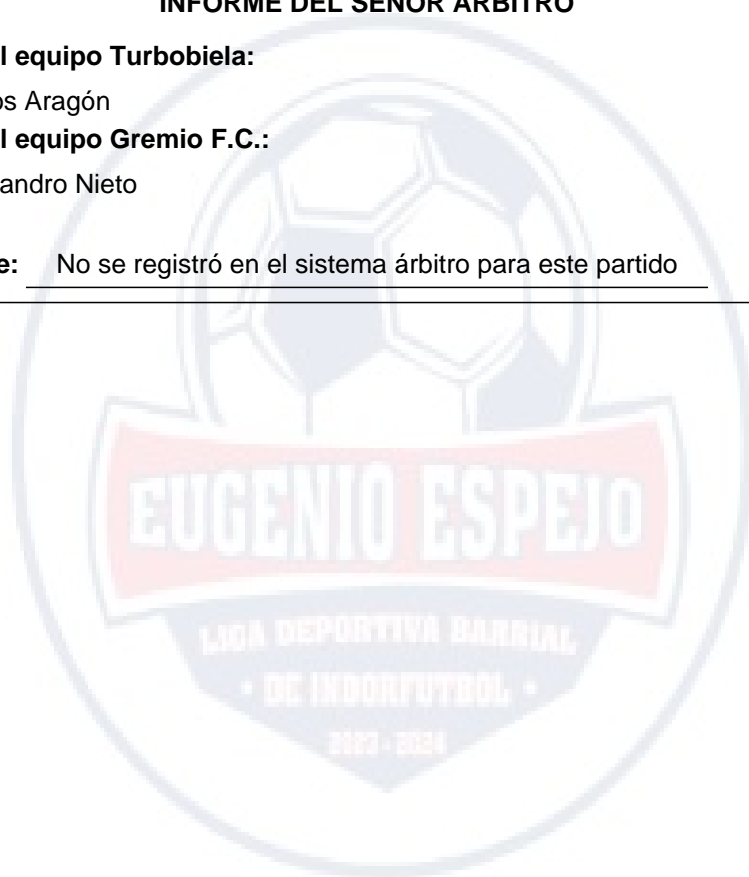 INFORME DEL SEÑOR ÁRBITRO
l equipo Turbobiela:
os Aragón
l equipo Gremio F.C.:
andro Nieto
e: No se registró en el sistema árbitro para este partido
EUGENIO ESPEJO
LIGA DEPORTIVA BARRIAL
• DE INDORFUTBOL •
2023 - 2024